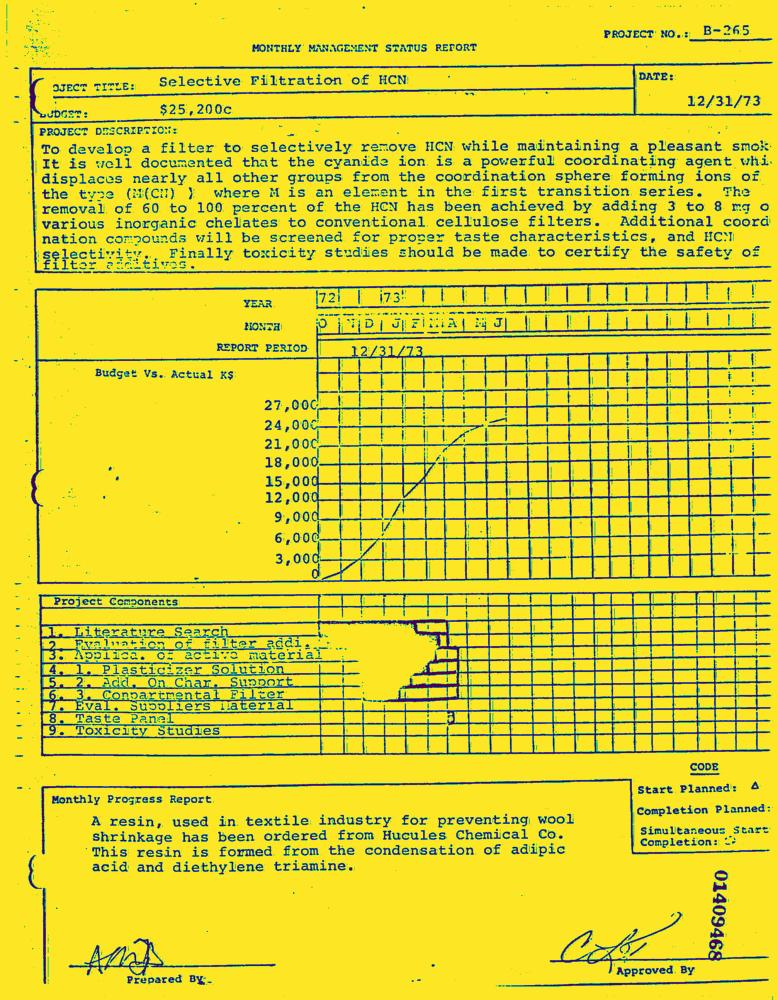 PROJECT NO.: B-265
MONTHLY MANAGEMENT STATUS REPORT
OJECT TITLE: Selective Filtration of HCN
DATE:
12/31/73
UDGET: $25,200c
PROJECT DESCRIPTION:
To develop a filter to selectively remove HCN while maintaining a pleasant smok
It is well documented that the cyanide ion is a powerful coordinating agent whi
displaces nearly all other groups from the coordination sphere forming ions of
the type (M(CN) ) where M is an element in the first transition series. The
removal of 60 to 100 percent of the HCN has been achieved by adding 3 to 8 mg o
various inorganic chelates to conventional cellulose filters. Additional coord
nation compounds will be screened for proper taste characteristics, and HCN
selectivity. Finally toxicity studies should be made to certify the safety of
filter additives.
YEAR 72 73
MONTH O N D J F M A M J
REPORT PERIOD 12/31/73
Budget Vs. Actual K$
27,000
24,000
21,000
18,000
15,000
12,000
9,000
6,000
3,000
0
Project Components
1. Literature Search
2 Evaluation of filter addi.
3. Applica. of active material
4. 1. Plasticizer Solution
5. 2. Add. On Char. Support
6. 3. Conpartmental Filter
7. Eval. Suppliers Material
8. Taste Panel
9. Toxicity Studies
CODE
Start Planned: Δ
Completion Planned:
Simultaneous Start
Completion:
Monthly Progress Report
A resin, used in textile industry for preventing wool
shrinkage has been ordered from Hucules Chemical Co.
This resin is formed from the condensation of adipic
acid and diethylene triamine.
01409468
Prepared By
Approved By